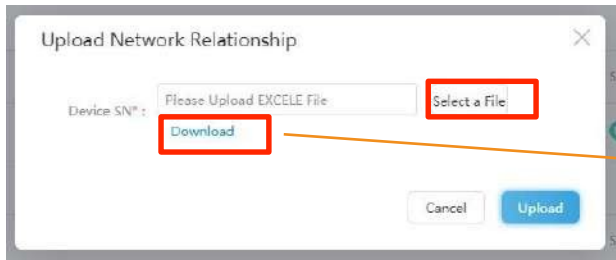 Upload Network Relationship
Device SN* : Please Upload EXCELE File Select a File
Download
Cancel Upload